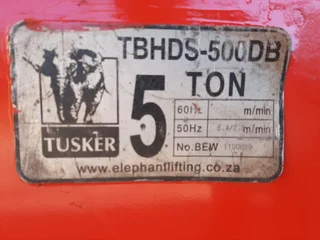 TBHDS-500DB
5 TON
60Hz m/min
50Hz m/min
No.BEW
TUSKER
www.elephantlifting.co.za